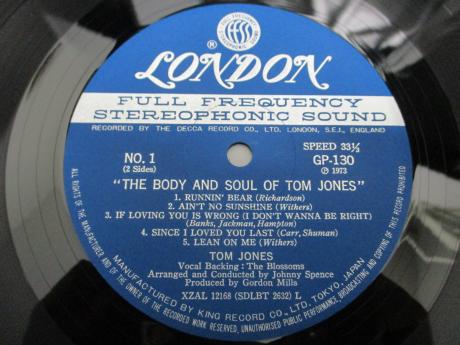 FULL FREQUENCY STEREOPHONIC SOUND
ffss
®LONDON
FULL FREQUENCY
STEREOPHONIC SOUND
RECORDED BY THE DECCA RECORD CO., LTD. LONDON, S.E.I., ENGLAND
NO. 1
(2 Sides)
SPEED 33⅓
GP-130
Ⓟ 1973
"THE BODY AND SOUL OF TOM JONES"
1. RUNNIN' BEAR (Richardson)
2. AIN'T NO SUNSHINE (Withers)
3. IF LOVING YOU IS WRONG (I DON'T WANNA BE RIGHT)
(Banks, Jackman, Hampton)
4. SINCE I LOVED YOU LAST (Carr, Shuman)
5. LEAN ON ME (Withers)
TOM JONES
Vocal Backing : The Blossoms
Arranged and Conducted by Johnny Spence
Produced by Gordon Mills
XZAL 12168 (SDLBT 2632) L
MANUFACTURED BY KING RECORD CO., LTD, TOKYO, JAPAN
ALL RIGHTS OF THE MANUFACTURER AND OF THE OWNER OF THE RECORDED WORK RESERVED, UNAUTHORISED PUBLIC PERFORMANCE, BROADCASTING AND COPYING OF THIS RECORD PROHIBITED